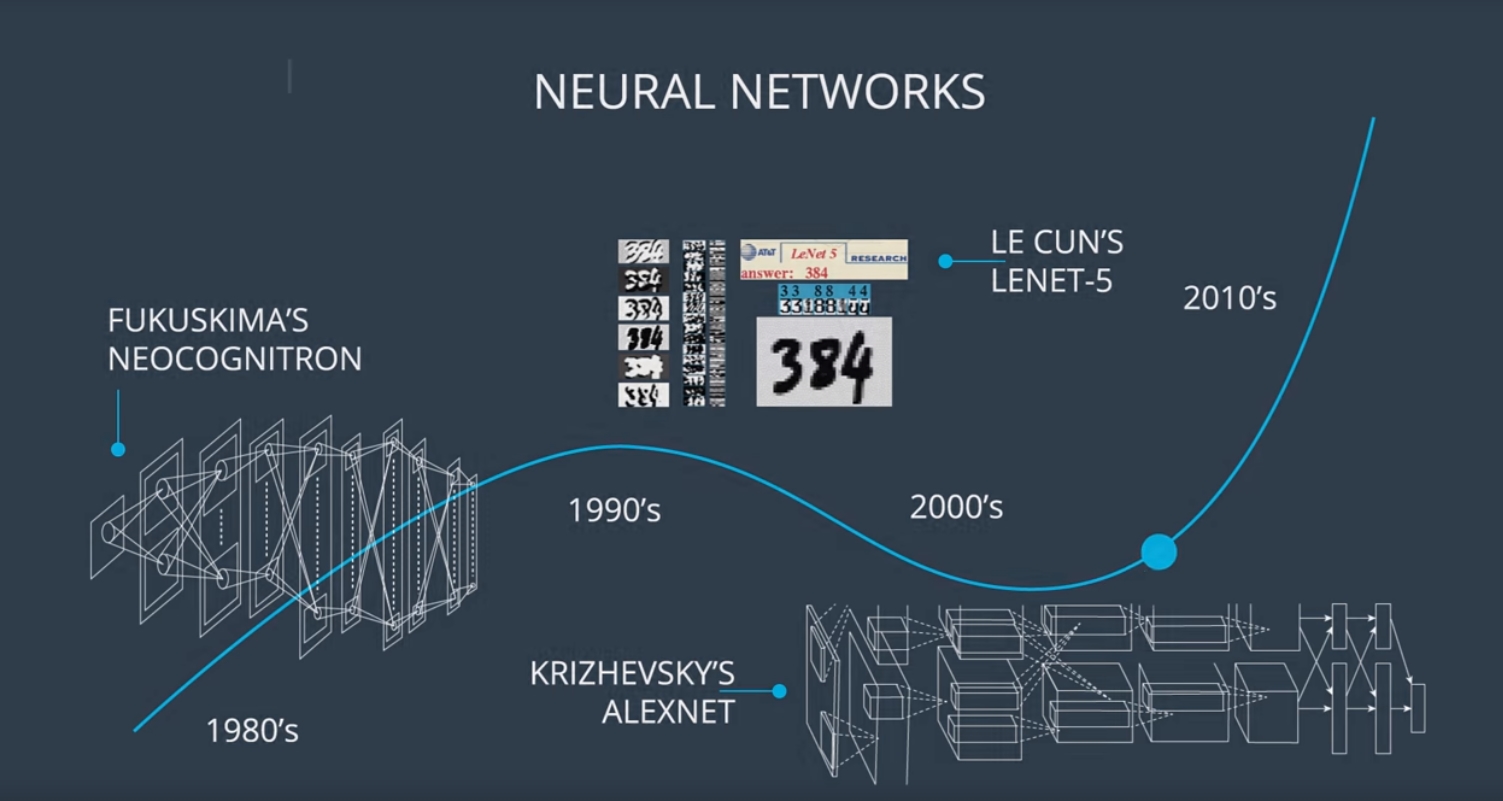 NEURAL NETWORKS
LE CUN’S
LENET-5
2010’s
AT&T LeNet 5 RESEARCH
answer: 384
33 88 44
384
FUKUSKIMA’S
NEOCOGNITRON
1990’s
2000’s
KRIZHEVSKY’S
ALEXNET
1980’s